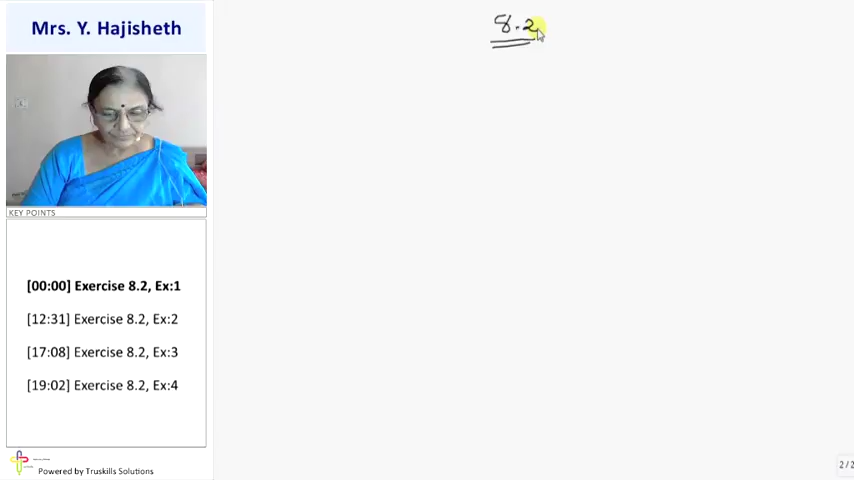 Mrs. Y. Hajisheth
8.2
KEY POINTS
[00:00] Exercise 8.2, Ex:1
[12:31] Exercise 8.2, Ex:2
[17:08] Exercise 8.2, Ex:3
[19:02] Exercise 8.2, Ex:4
Powered by Truskills Solutions
2/2